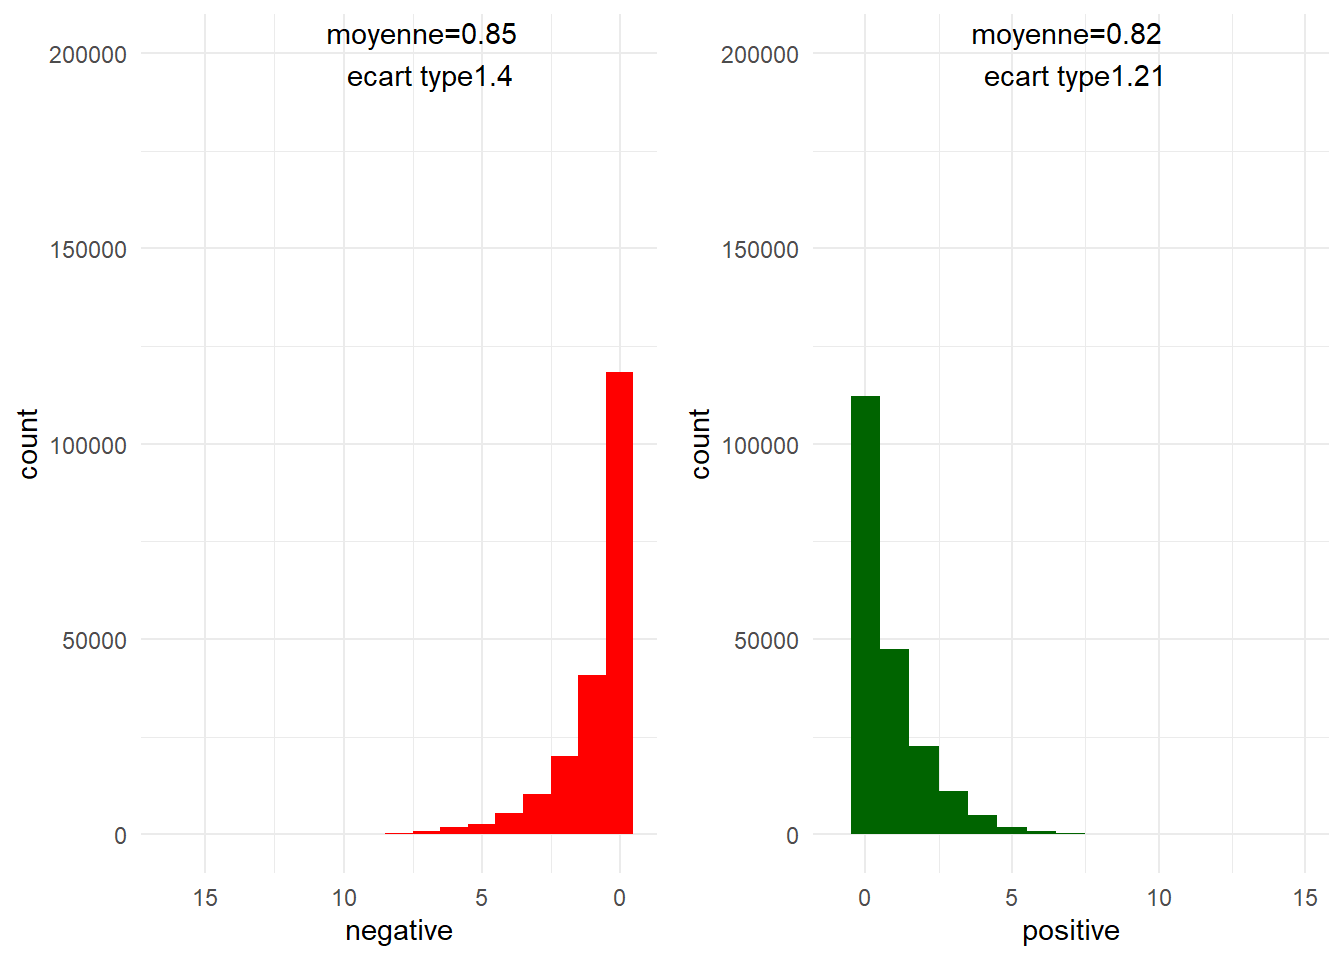 moyenne=0.85
ecart type1.4
200000
150000
100000
50000
0
count
15 10 5 0
negative
moyenne=0.82
ecart type1.21
200000
150000
100000
50000
0
count
0 5 10 15
positive